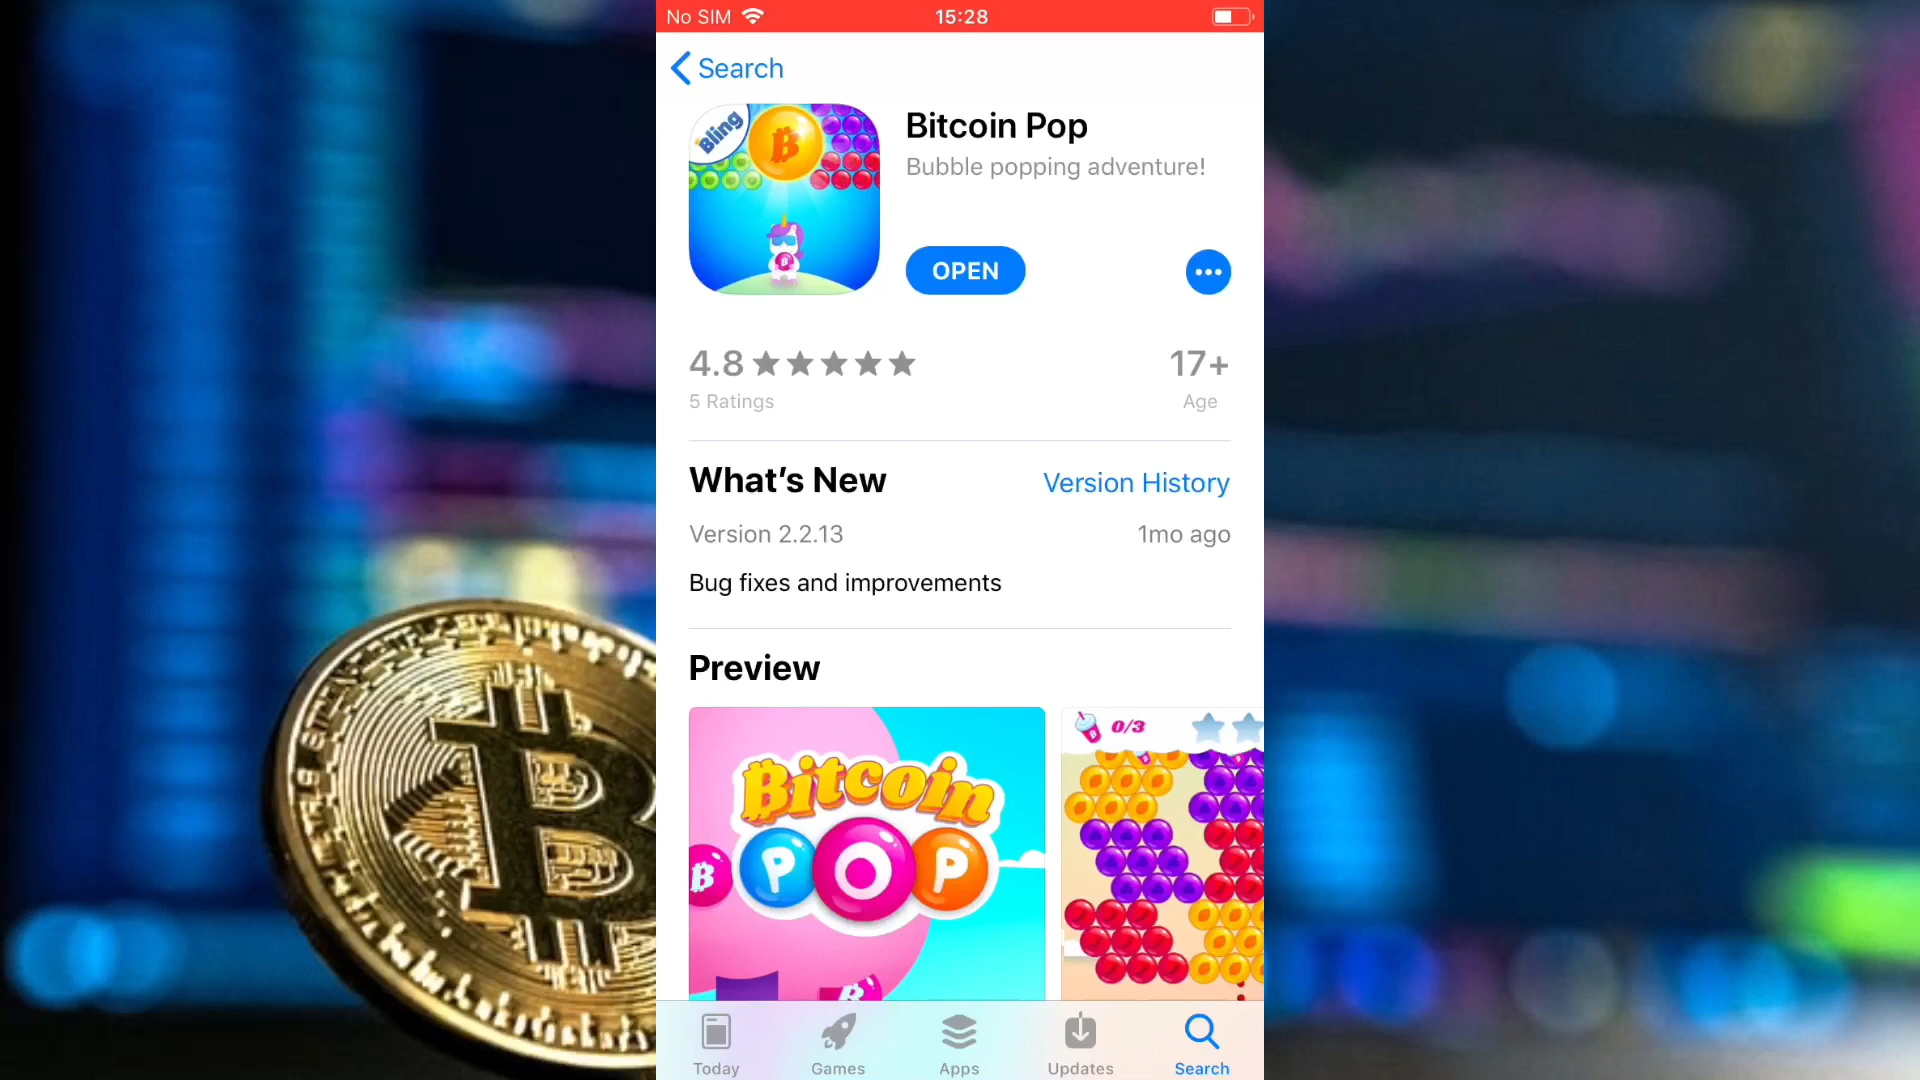 No SIM 15:28
Search
Bling
Bitcoin Pop
Bubble popping adventure!
OPEN
4.8 17+
5 Ratings Age
What's New Version History
Version 2.2.13 1mo ago
Bug fixes and improvements
Preview
Bitcoin
POP
0/3
Today Games Apps Updates Search